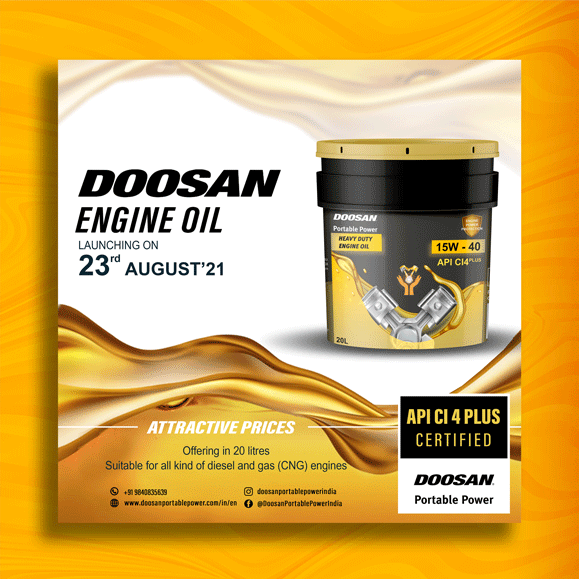 DOOSAN
ENGINE OIL
LAUNCHING ON
23rd AUGUST'21
DOOSAN
Portable Power
HEAVY DUTY
ENGINE OIL
15W - 40
API CI4PLUS
20L
ATTRACTIVE PRICES
Offering in 20 litres
Suitable for all kind of diesel and gas (CNG) engines
+91 9840835639
doosanportablepowerindia
www.doosanportablepower.com/in/en
@DoosanPortablePowerIndia
API CI 4 PLUS
CERTIFIED
DOOSAN
Portable Power